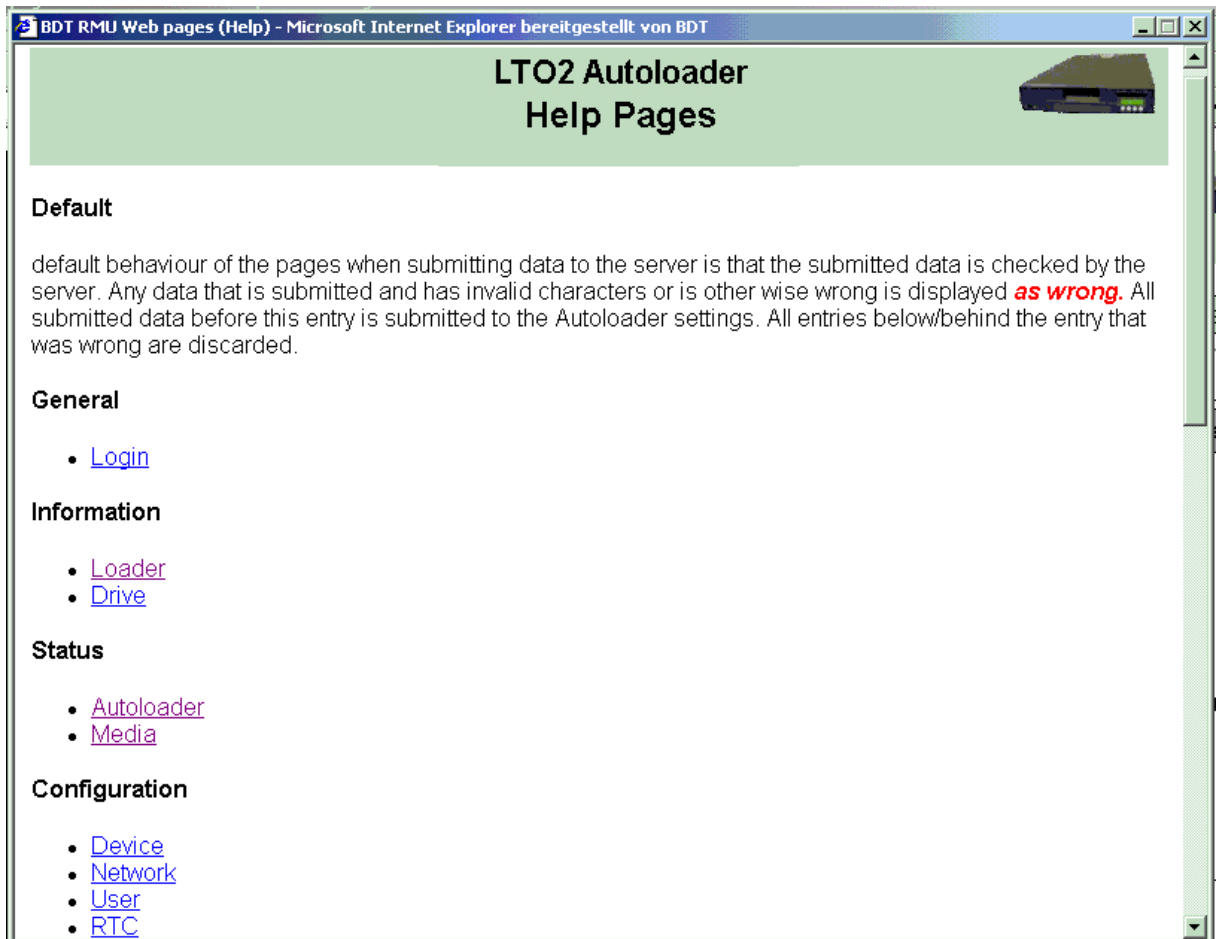 BDT RMU Web pages (Help) - Microsoft Internet Explorer bereitgestellt von BDT
LTO2 Autoloader
Help Pages
Default
default behaviour of the pages when submitting data to the server is that the submitted data is checked by the
server. Any data that is submitted and has invalid characters or is other wise wrong is displayed as wrong. All
submitted data before this entry is submitted to the Autoloader settings. All entries below/behind the entry that
was wrong are discarded.
General
• Login
Information
• Loader
• Drive
Status
• Autoloader
• Media
Configuration
• Device
• Network
• User
• RTC